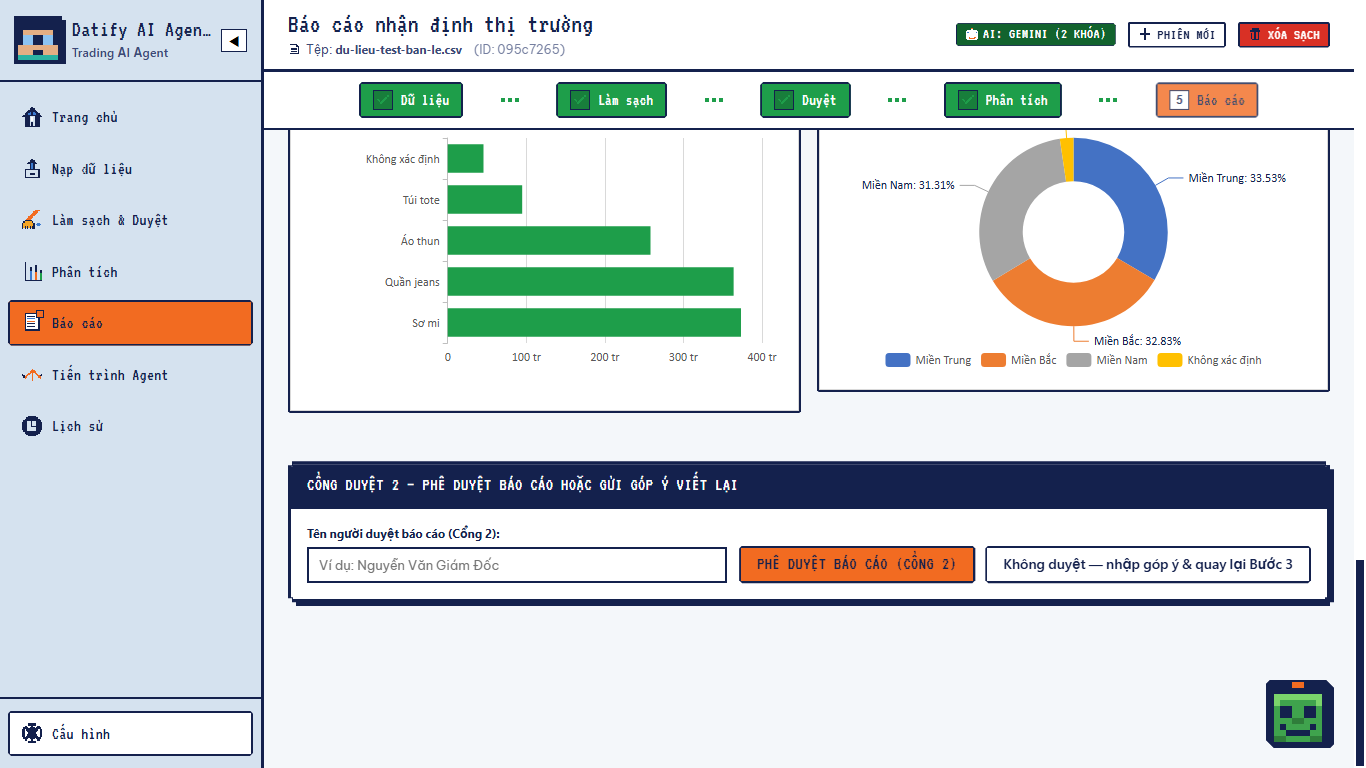 Datify AI Agen…
Trading AI Agent
Trang chủ
Nạp dữ liệu
Làm sạch & Duyệt
Phân tích
Báo cáo
Tiến trình Agent
Lịch sử
Cấu hình
Báo cáo nhận định thị trường
Tệp: du-lieu-test-ban-le.csv (ID: 095c7265)
AI: GEMINI (2 KHÓA)
PHIÊN MỚI
XÓA SẠCH
Dữ liệu
Làm sạch
Duyệt
Phân tích
5 Báo cáo
Không xác định
Túi tote
Áo thun
Quần jeans
Sơ mi
0 100 tr 200 tr 300 tr 400 tr
Miền Nam: 31.31%
Miền Trung: 33.53%
Miền Bắc: 32.83%
Miền Trung Miền Bắc Miền Nam Không xác định
CỔNG DUYỆT 2 – PHÊ DUYỆT BÁO CÁO HOẶC GỬI GÓP Ý VIẾT LẠI
Tên người duyệt báo cáo (Cổng 2):
Ví dụ: Nguyễn Văn Giám Đốc
PHÊ DUYỆT BÁO CÁO (CỔNG 2)
Không duyệt — nhập góp ý & quay lại Bước 3